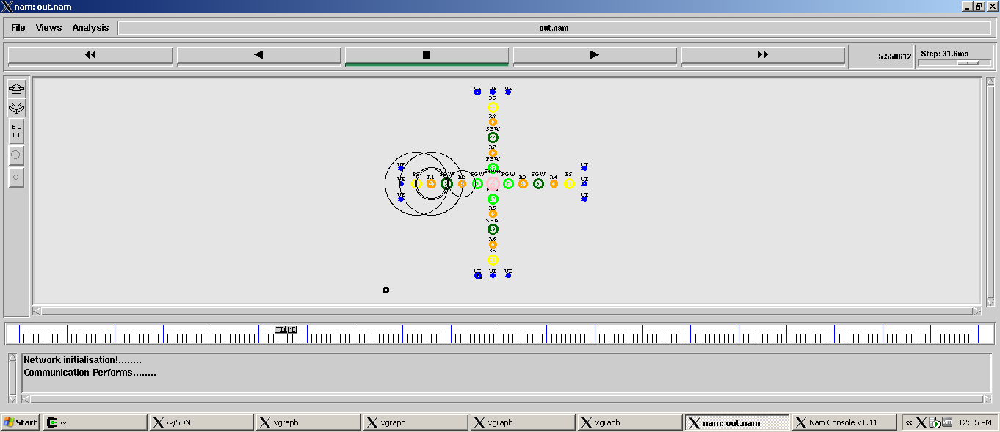 nam: out.nam
File Views Analysis out.nam
5.550612 Step: 31.6ms
ED
IT
UE UE UE
BS
R8
SGW
R7
PGW
UE UE
BS R1 SGW R2 PGW Server PGW R3 SGW R4 BS
UE UE
PGW
UE UE
R5
SGW
R6
BS
UE UE UE
TIME
Network initialisation!........
Communication Performs........
Start ~ ~/SDN xgraph xgraph xgraph xgraph nam: out.nam Nam Console v1.11 « 12:35 PM